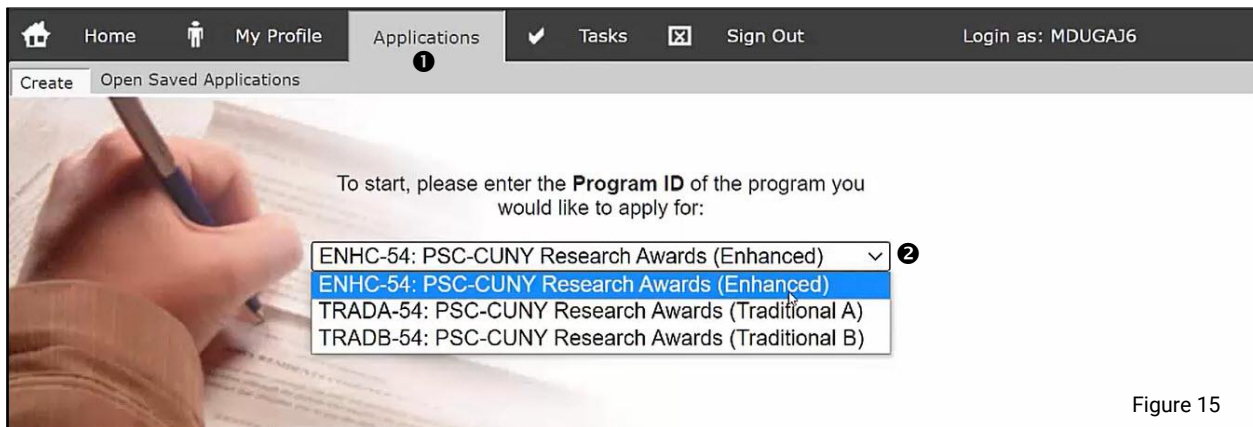 Home My Profile Applications Tasks Sign Out Login as: MDUGAJ6
❶
Create Open Saved Applications
To start, please enter the Program ID of the program you
would like to apply for:
ENHC-54: PSC-CUNY Research Awards (Enhanced) ❷
ENHC-54: PSC-CUNY Research Awards (Enhanced)
TRADA-54: PSC-CUNY Research Awards (Traditional A)
TRADB-54: PSC-CUNY Research Awards (Traditional B)
Figure 15